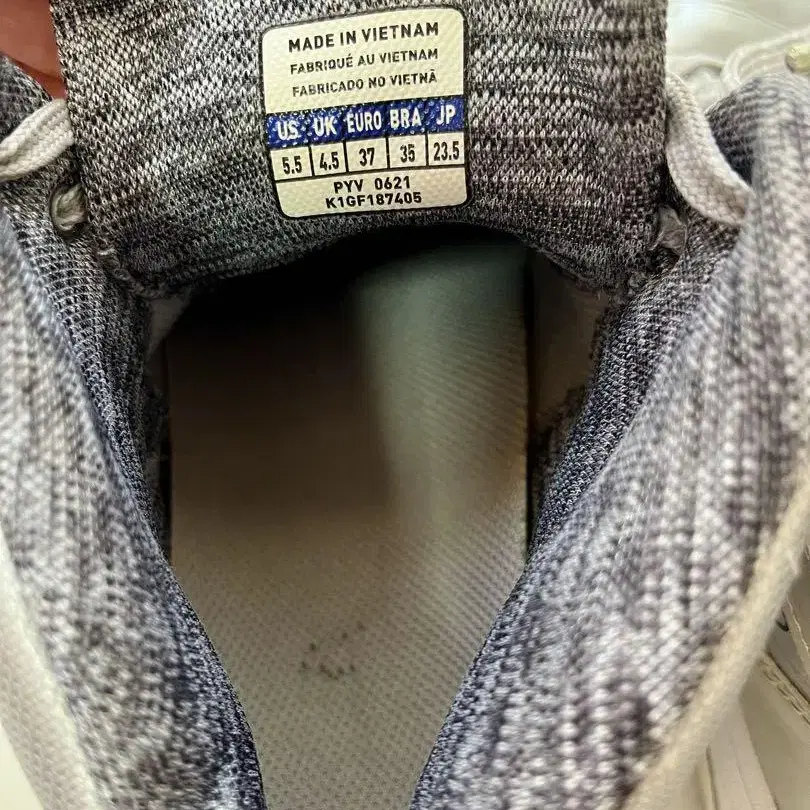 MADE IN VIETNAM
FABRIQUÉ AU VIETNAM
FABRICADO NO VIETNÃ
US UK EURO BRA JP
5.5 4.5 37 35 23.5
PYV 0621
K1GF187405